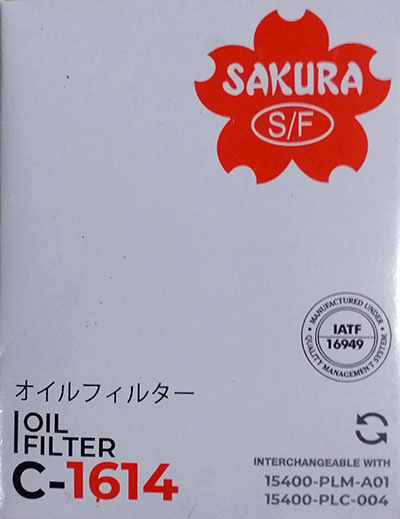 SAKURA
S/F
MANUFACTURED UNDER
IATF
16949
QUALITY MANAGEMENT SYSTEM
オイルフィルター
OIL
FILTER
C-1614
INTERCHANGEABLE WITH
15400-PLM-A01
15400-PLC-004